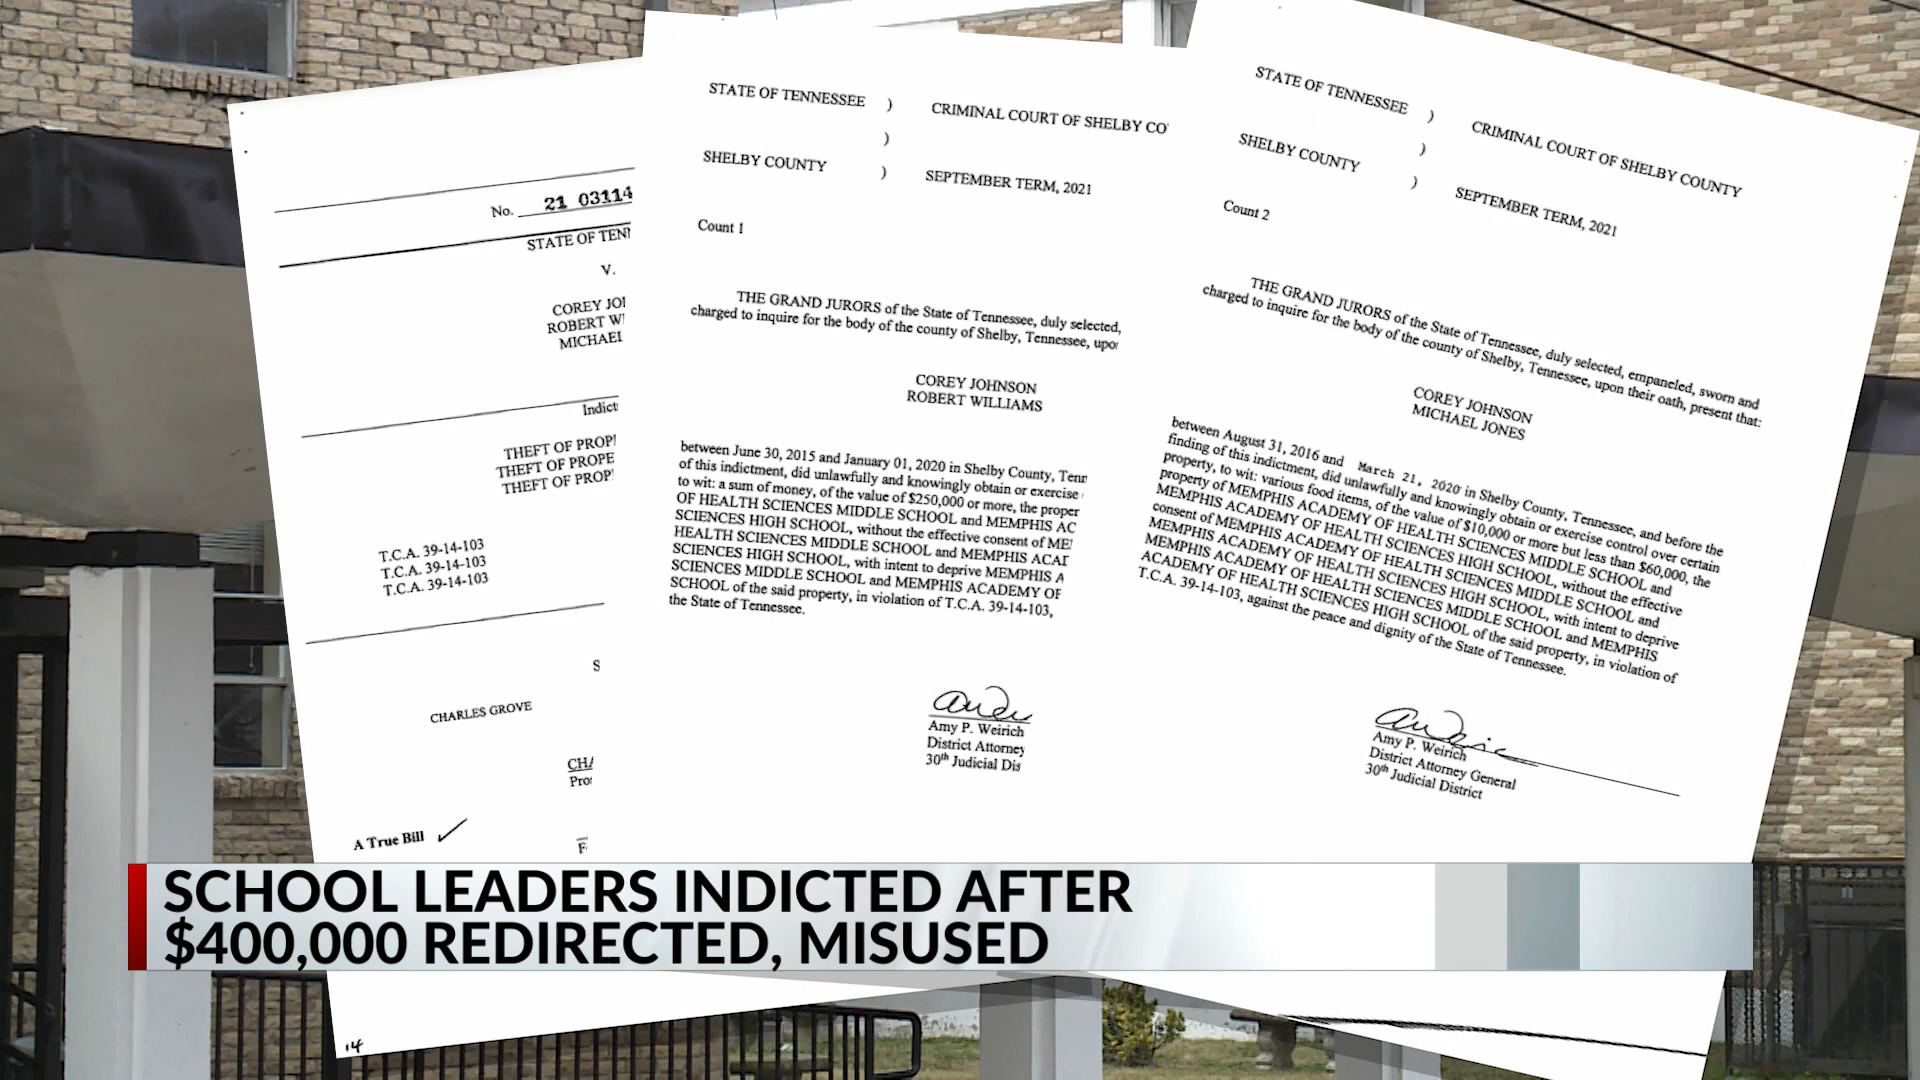 No. 21 03114
STATE OF TENN
V.
COREY JO
ROBERT W
MICHAEL
Indict
THEFT OF PROP
THEFT OF PROPE
THEFT OF PROP
T.C.A. 39-14-103
T.C.A. 39-14-103
T.C.A. 39-14-103
S
CHARLES GROVE
CHA
Pro
A True Bill ✓
F
14
STATE OF TENNESSEE ) CRIMINAL COURT OF SHELBY CO
)
SHELBY COUNTY ) SEPTEMBER TERM, 2021
Count 1
THE GRAND JURORS of the State of Tennessee, duly selected,
charged to inquire for the body of the county of Shelby, Tennessee, upo
COREY JOHNSON
ROBERT WILLIAMS
between June 30, 2015 and January 01, 2020 in Shelby County, Tenn
of this indictment, did unlawfully and knowingly obtain or exercise
to wit: a sum of money, of the value of $250,000 or more, the proper
OF HEALTH SCIENCES MIDDLE SCHOOL and MEMPHIS AC
SCIENCES HIGH SCHOOL, without the effective consent of ME
HEALTH SCIENCES MIDDLE SCHOOL and MEMPHIS ACAD
SCIENCES HIGH SCHOOL, with intent to deprive MEMPHIS A
SCIENCES MIDDLE SCHOOL and MEMPHIS ACADEMY OF
SCHOOL of the said property, in violation of T.C.A. 39-14-103,
the State of Tennessee.
Amy P. Weirich
District Attorney
30th Judicial Dis
STATE OF TENNESSEE ) CRIMINAL COURT OF SHELBY COUNTY
)
SHELBY COUNTY ) SEPTEMBER TERM, 2021
Count 2
THE GRAND JURORS of the State of Tennessee, duly selected, empaneled, sworn and
charged to inquire for the body of the county of Shelby, Tennessee, upon their oath, present that:
COREY JOHNSON
MICHAEL JONES
between August 31, 2016 and March 21, 2020 in Shelby County, Tennessee, and before the
finding of this indictment, did unlawfully and knowingly obtain or exercise control over certain
property, to wit: various food items, of the value of $10,000 or more but less than $60,000, the
property of MEMPHIS ACADEMY OF HEALTH SCIENCES MIDDLE SCHOOL and
MEMPHIS ACADEMY OF HEALTH SCIENCES HIGH SCHOOL, without the effective
consent of MEMPHIS ACADEMY OF HEALTH SCIENCES MIDDLE SCHOOL and
MEMPHIS ACADEMY OF HEALTH SCIENCES HIGH SCHOOL, with intent to deprive
MEMPHIS ACADEMY OF HEALTH SCIENCES MIDDLE SCHOOL and MEMPHIS
ACADEMY OF HEALTH SCIENCES HIGH SCHOOL of the said property, in violation of
T.C.A. 39-14-103, against the peace and dignity of the State of Tennessee.
Amy P. Weirich
District Attorney General
30th Judicial District
SCHOOL LEADERS INDICTED AFTER
$400,000 REDIRECTED, MISUSED